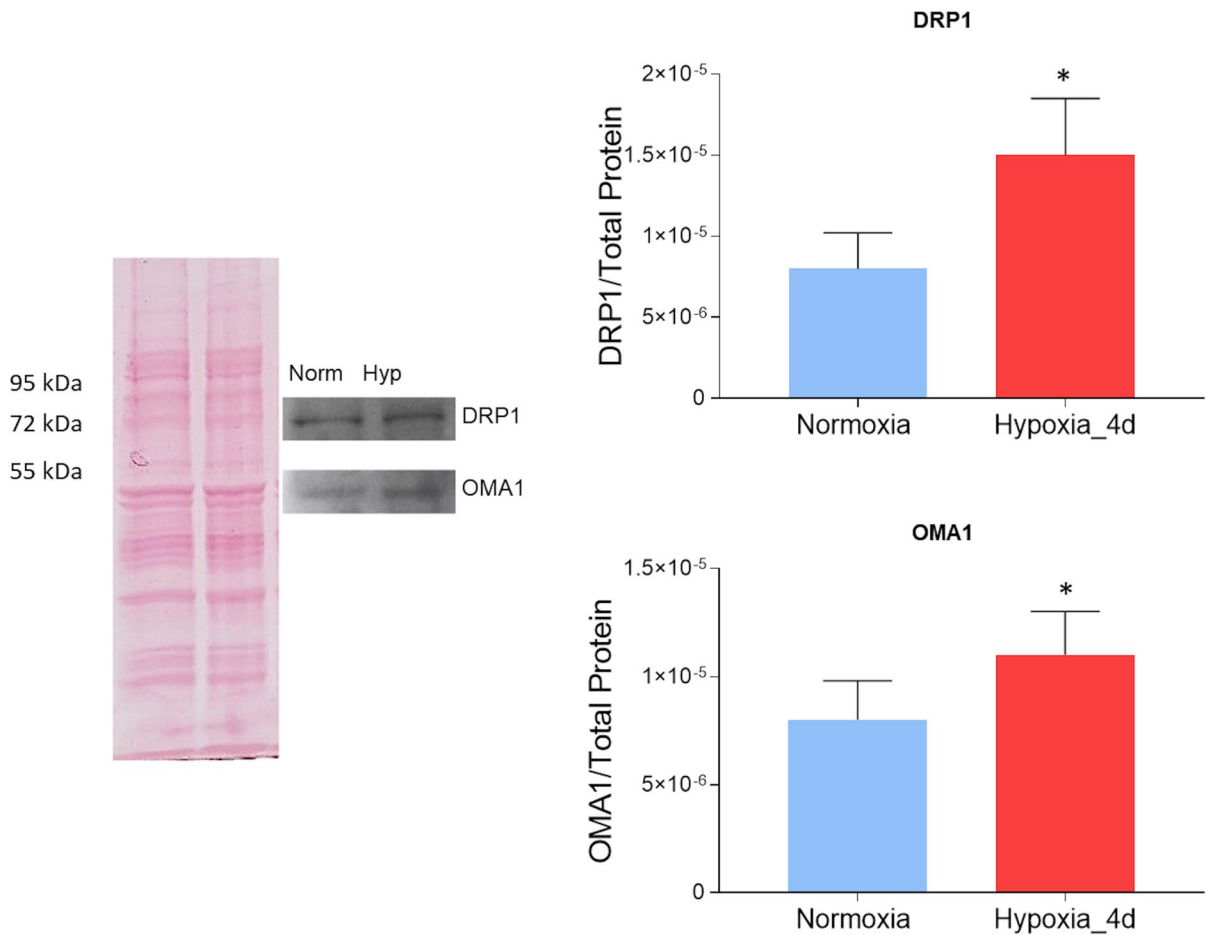 95 kDa
72 kDa
55 kDa
Norm Hyp
DRP1
OMA1
DRP1
DRP1/Total Protein
2×10⁻⁵
1.5×10⁻⁵
1×10⁻⁵
5×10⁻⁶
0
*
Normoxia Hypoxia_4d
OMA1
OMA1/Total Protein
1.5×10⁻⁵
1×10⁻⁵
5×10⁻⁶
0
*
Normoxia Hypoxia_4d